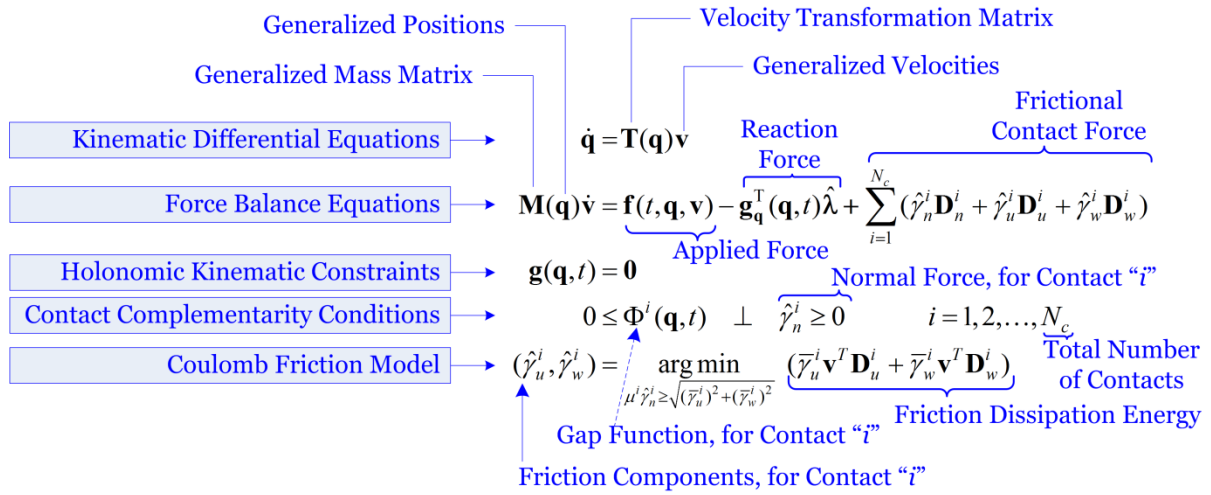 Generalized Positions
Velocity Transformation Matrix
Generalized Mass Matrix
Generalized Velocities
Kinematic Differential Equations
q̇ = T(q)v
Reaction
Force
Frictional
Contact Force
Force Balance Equations
M(q)v̇ = f(t,q,v) − g_q^T(q,t)λ̂ + ∑_{i=1}^{N_c}(γ̂_n^i D_n^i + γ̂_u^i D_u^i + γ̂_w^i D_w^i)
Applied Force
Holonomic Kinematic Constraints
g(q,t) = 0
Normal Force, for Contact “i”
Contact Complementarity Conditions
0 ≤ Φ^i(q,t) ⊥ γ̂_n^i ≥ 0 i = 1,2,…,N_c
Total Number
of Contacts
Coulomb Friction Model
(γ̂_u^i, γ̂_w^i) = arg min_{μ^i γ̂_n^i ≥ √((γ̅_u^i)^2 + (γ̅_w^i)^2)} (γ̅_u^i v^T D_u^i + γ̅_w^i v^T D_w^i)
Friction Dissipation Energy
Gap Function, for Contact “i”
Friction Components, for Contact “i”